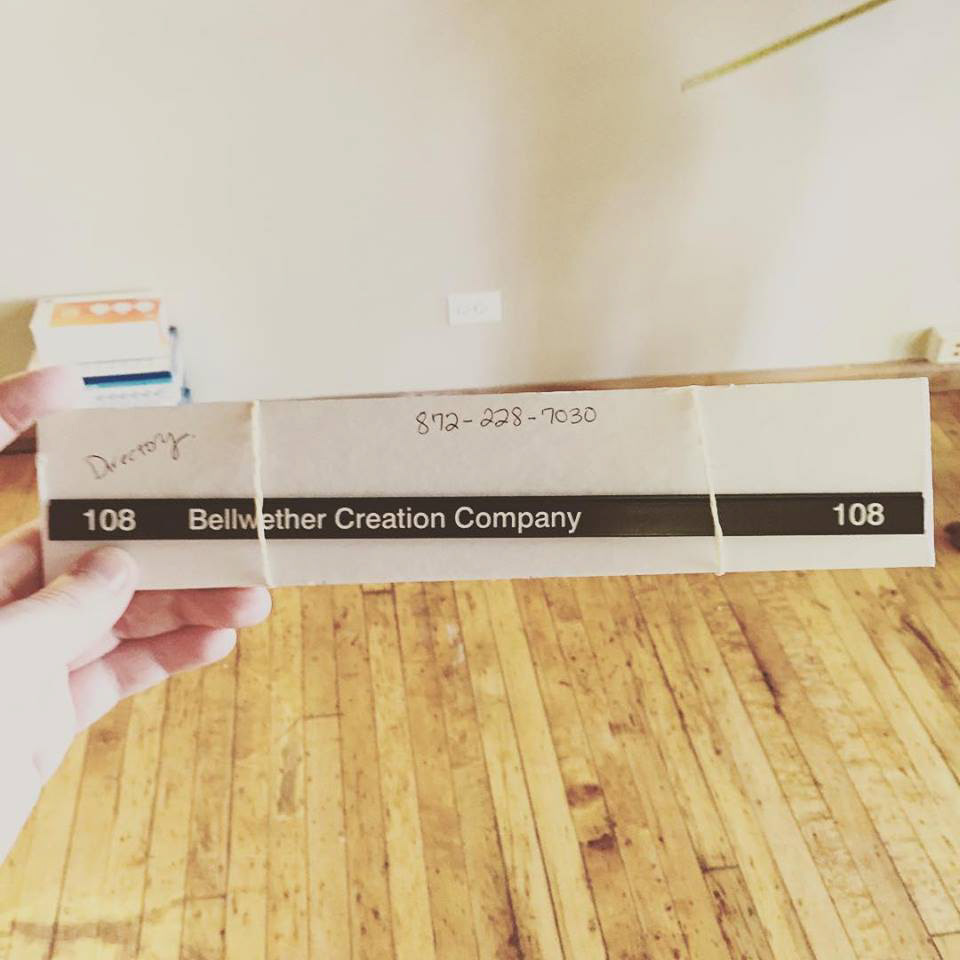 872-228-7030
Directory
108 Bellwether Creation Company 108